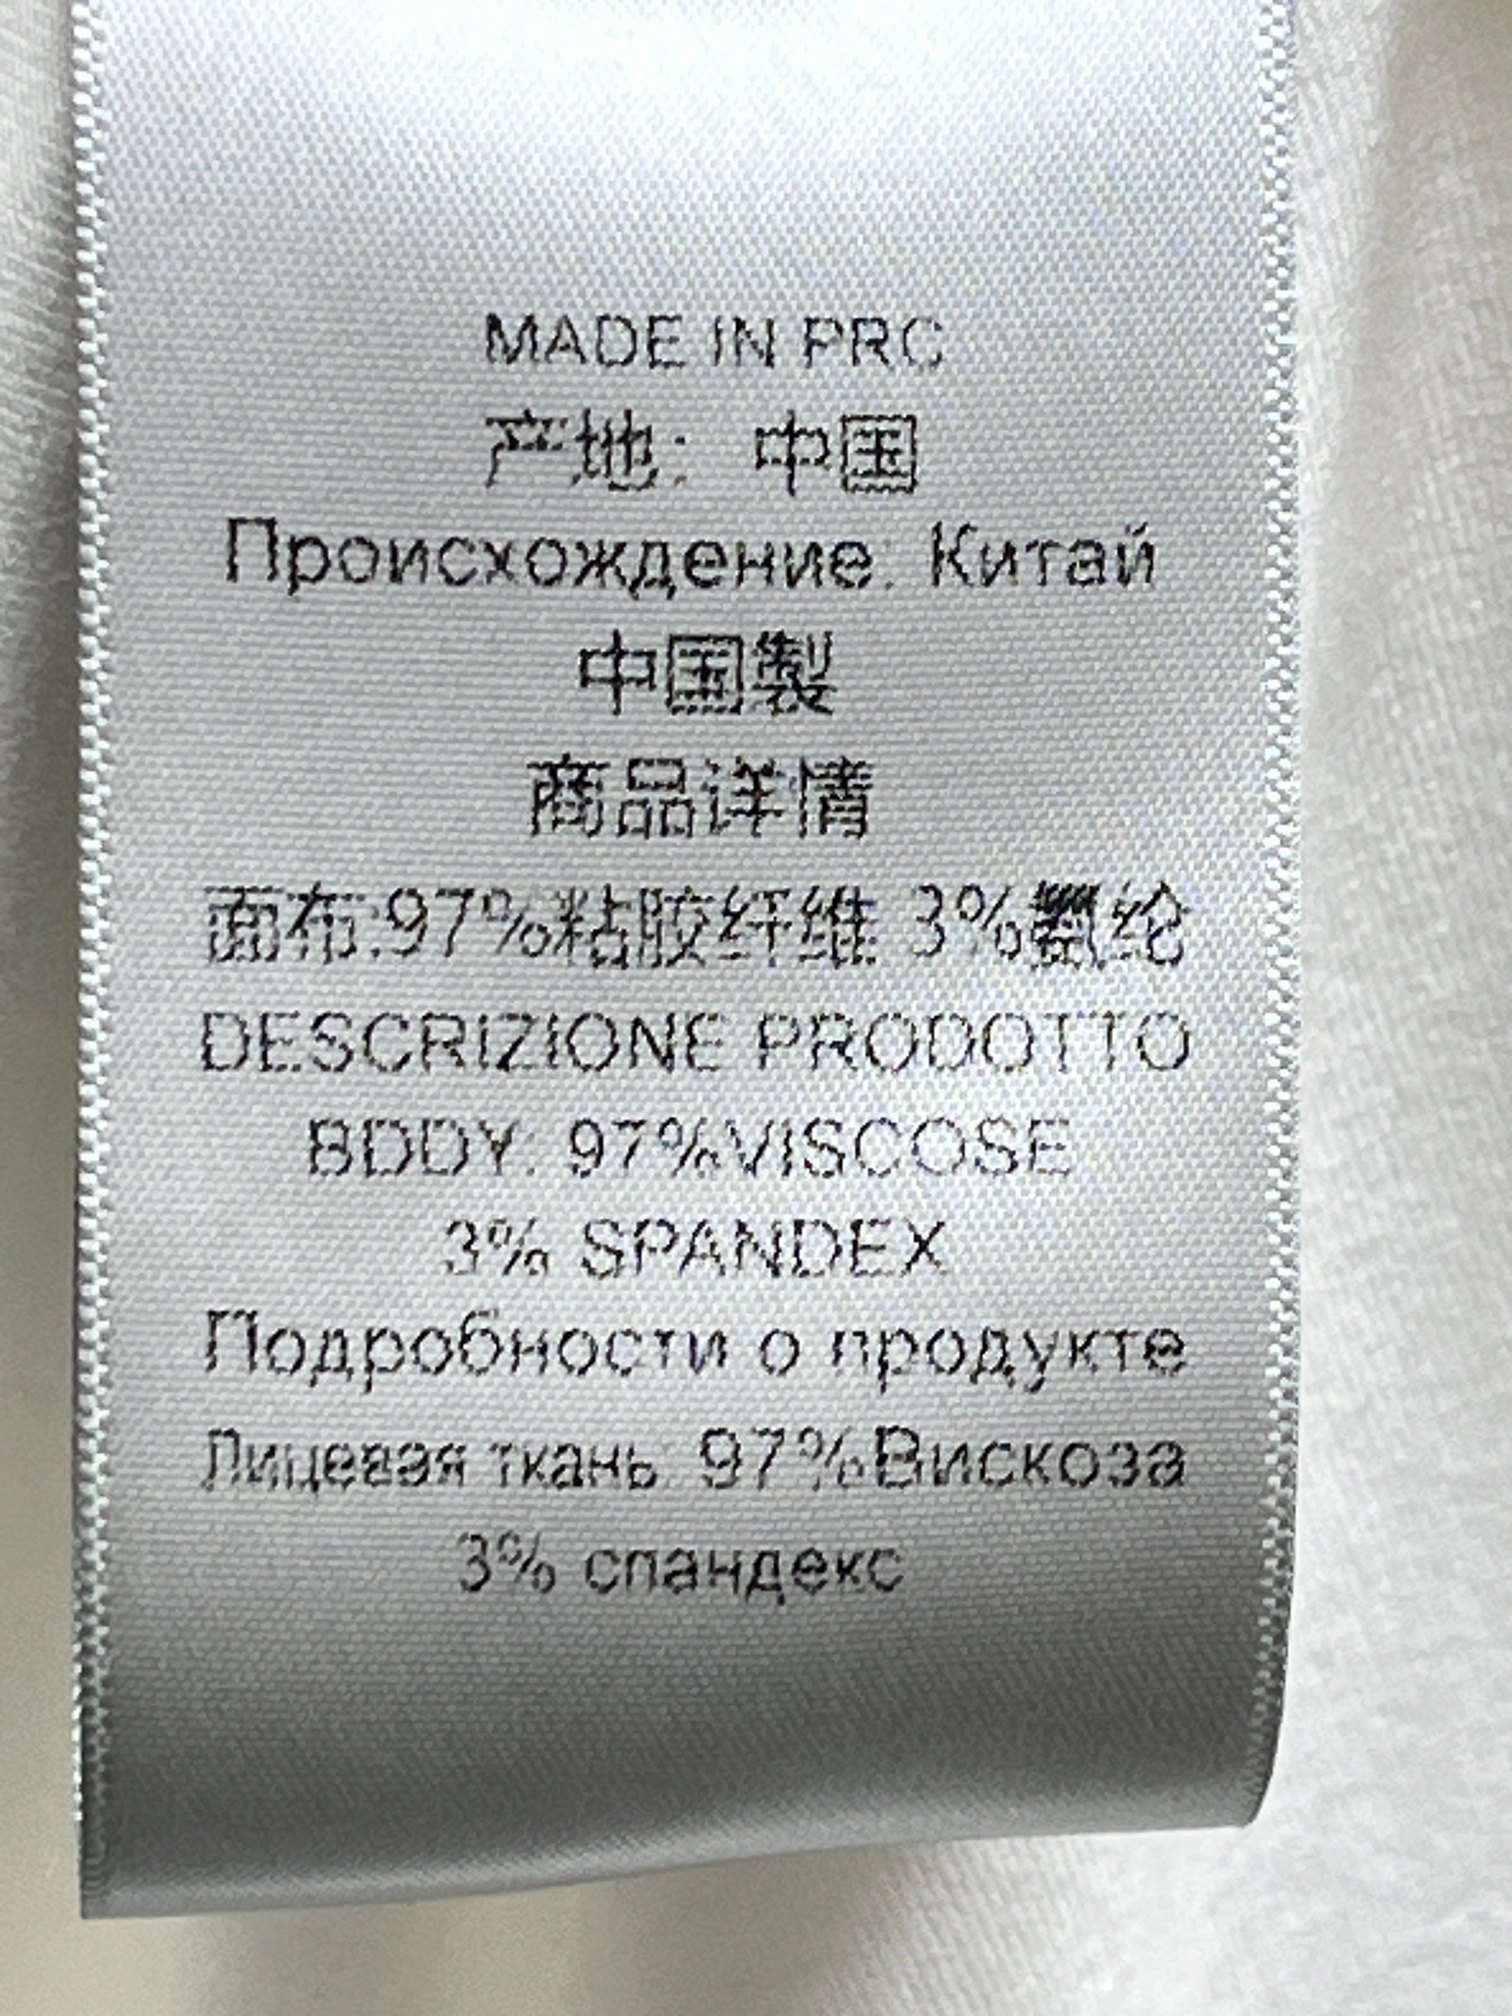 MADE IN PRC
产地: 中国
Происхождение: Китай
中国製
商品详情
面布:97%粘胶纤维 3%氨纶
DESCRIZIONE PRODOTTO
BDDY: 97%VISCOSE
3% SPANDEX
Подробности о продукте
Лицевая ткань: 97%Вискоза
3% спандекс